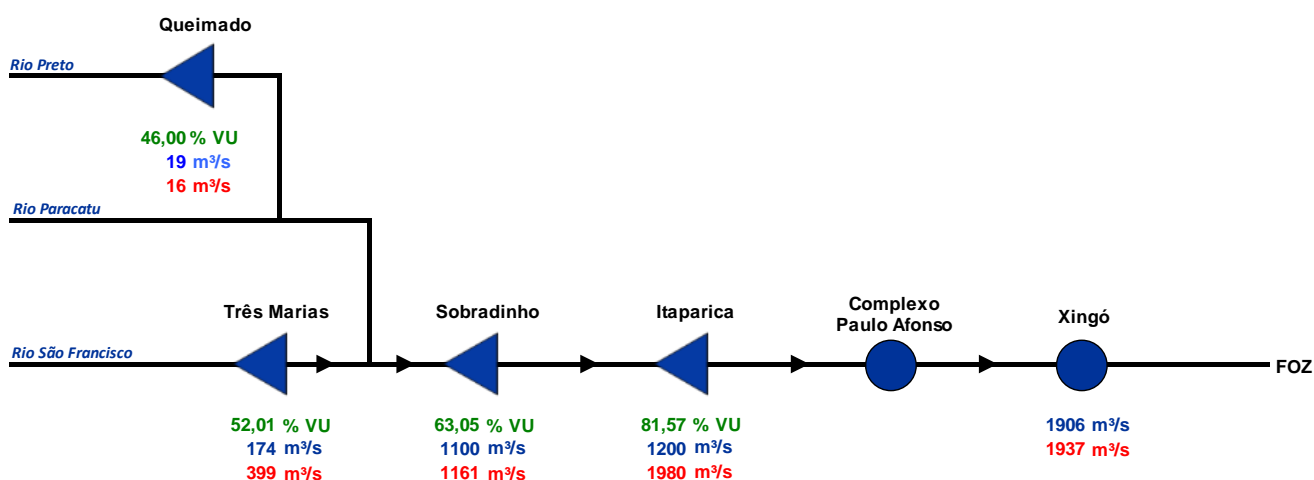 Queimado
Rio Preto
46,00 % VU
19 m³/s
16 m³/s
Rio Paracatu
Três Marias
Sobradinho
Itaparica
Complexo
Paulo Afonso
Xingó
Rio São Francisco
FOZ
52,01 % VU
174 m³/s
399 m³/s
63,05 % VU
1100 m³/s
1161 m³/s
81,57 % VU
1200 m³/s
1980 m³/s
1906 m³/s
1937 m³/s